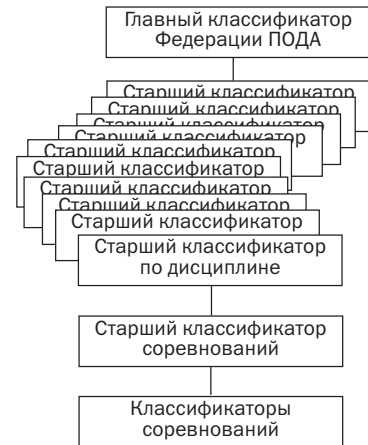 Главный классификатор
Федерации ПОДА
Старший классификатор
Старший классификатор
Старший классификатор
Старший классификатор
Старший классификатор
Старший классификатор
Старший классификатор
Старший классификатор
Старший классификатор
Старший классификатор
по дисциплине
Старший классификатор
соревнований
Классификаторы
соревнований